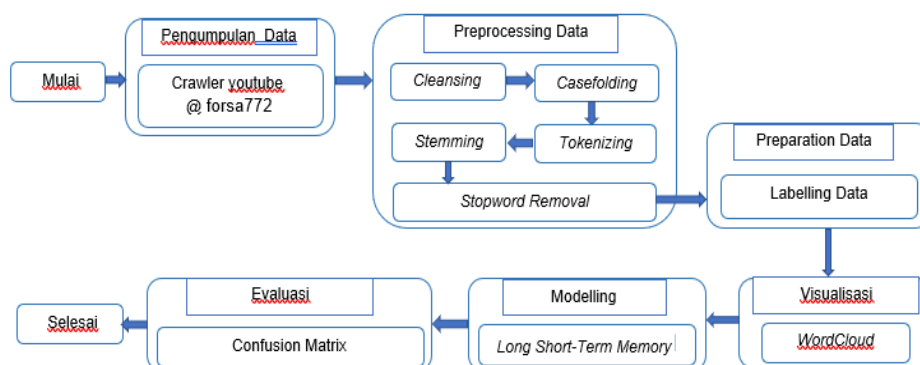 Mulai
Pengumpulan Data
Crawler youtube
@ forsa772
Preprocessing Data
Cleansing
Casefolding
Stemming
Tokenizing
Stopword Removal
Preparation Data
Labelling Data
Visualisasi
WordCloud
Modelling
Long Short-Term Memory
Evaluasi
Confusion Matrix
Selesai